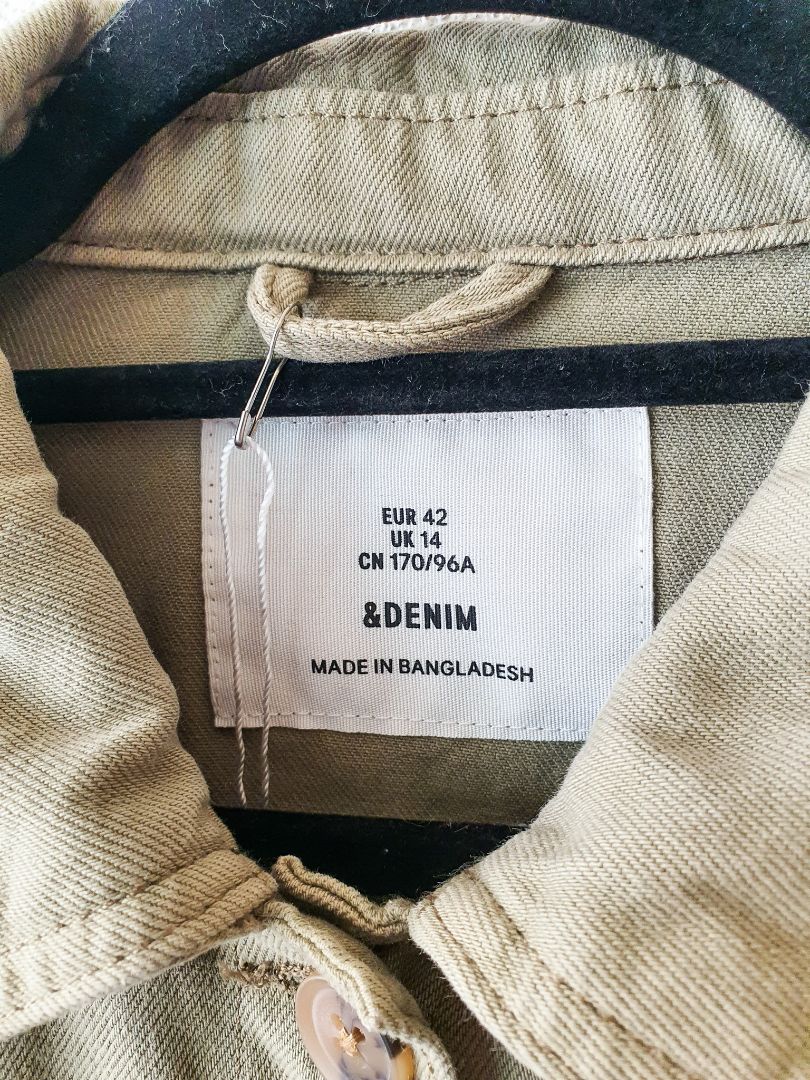 EUR 42
UK 14
CN 170/96A
&DENIM
MADE IN BANGLADESH